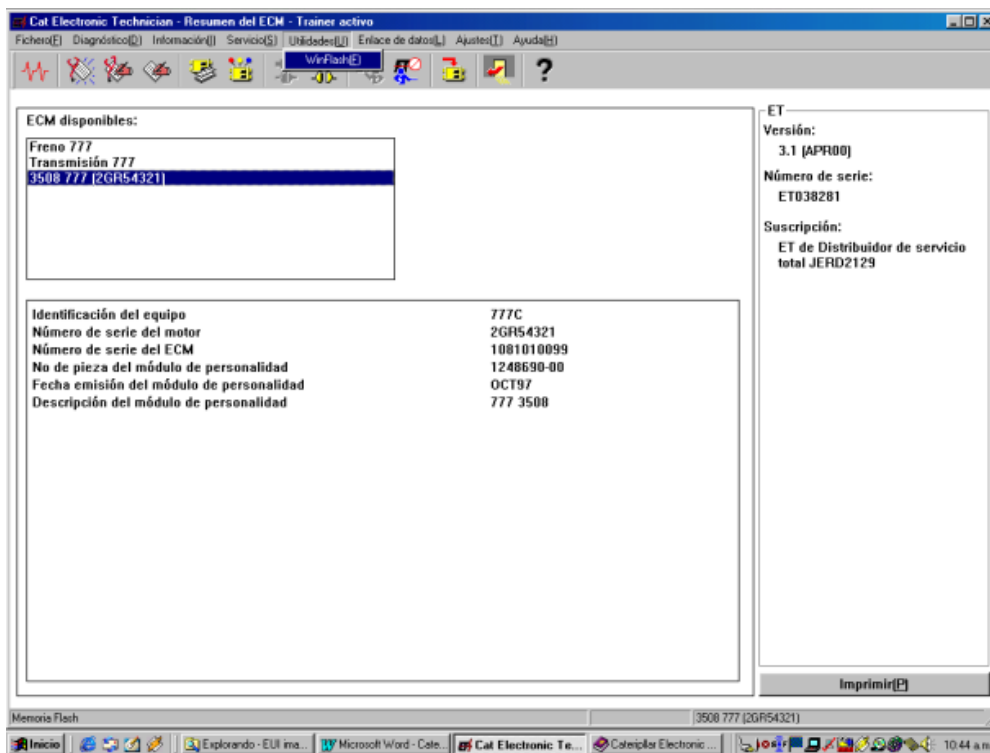 Cat Electronic Technician - Resumen del ECM - Trainer activo
Fichero(F) Diagnóstico(D) Información(I) Servicio(S) Utilidades(U) Enlace de datos(L) Ajustes(T) Ayuda(H)
WinFlash(F)
ECM disponibles:
Freno 777
Transmisión 777
3508 777 (2GR54321)
ET
Versión:
3.1 (APR00)
Número de serie:
ET038281
Suscripción:
ET de Distribuidor de servicio
total JERD2129
Identificación del equipo 777C
Número de serie del motor 2GR54321
Número de serie del ECM 1081010099
No de pieza del módulo de personalidad 1248690-00
Fecha emisión del módulo de personalidad OCT97
Descripción del módulo de personalidad 777 3508
Imprimir(P)
Memoria Flash 3508 777 (2GR54321)
Inicio Explorando - EUI ima... Microsoft Word - Cate... Cat Electronic Te... Caterpillar Electronic ... 10:44 a.m.